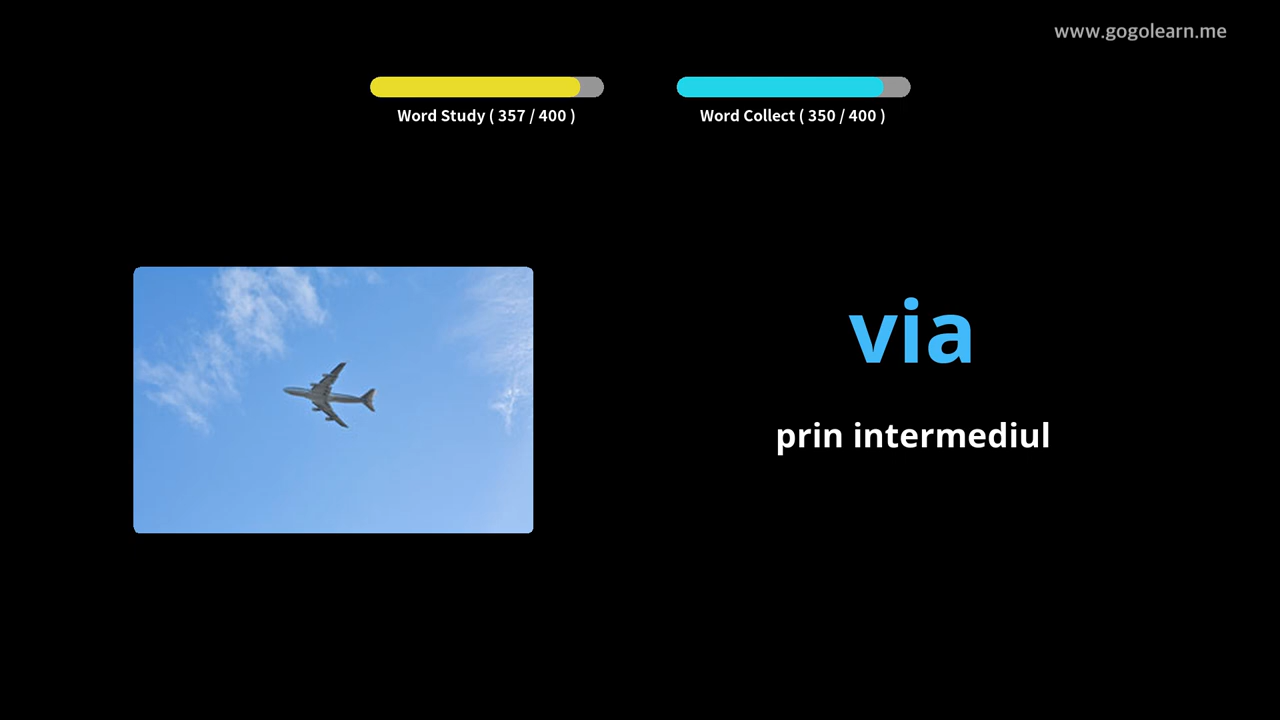 www.gogolearn.me
Word Study ( 357 / 400 )
Word Collect ( 350 / 400 )
via
prin intermediul